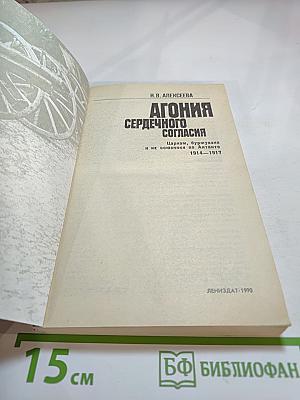 И.В. АЛЕКСЕЕВА
АГОНИЯ
СЕРДЕЧНОГО
СОГЛАСИЯ
Царизм, буржуазия
и их союзники по Антанте
1914—1917
ЛЕНИЗДАТ·1990
15 см
БФ БИБЛИОФАН